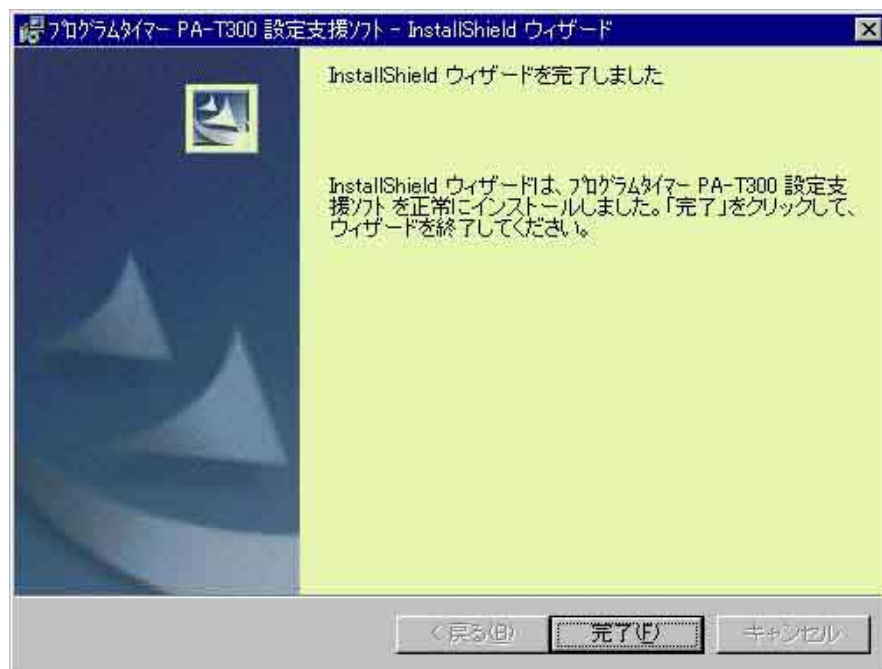 ﾌﾟﾛｸﾞﾗﾑﾀｲﾏｰ PA-T300 設定支援ｿﾌﾄ - InstallShield ウィザード
InstallShield ウィザードを完了しました
InstallShield ウィザードは、ﾌﾟﾛｸﾞﾗﾑﾀｲﾏｰ PA-T300 設定支
援ｿﾌﾄ を正常にインストールしました。「完了」をクリックして、
ウィザードを終了してください。
< 戻る(B)
完了(F)
キャンセル